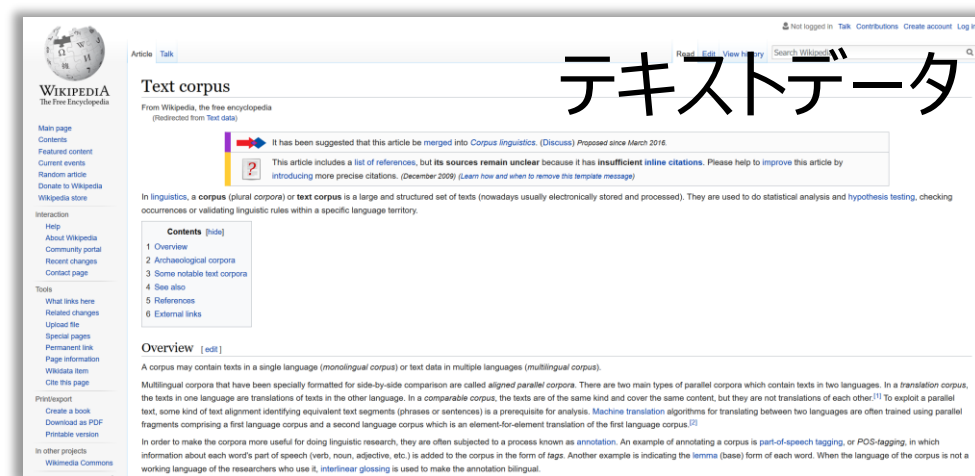 Not logged in Talk Contributions Create account Log in
Article Talk
Read Edit View history Search Wikipedia
テキストデータ
WIKIPEDIA
The Free Encyclopedia
Main page
Contents
Featured content
Current events
Random article
Donate to Wikipedia
Wikipedia store
Interaction
Help
About Wikipedia
Community portal
Recent changes
Contact page
Tools
What links here
Related changes
Upload file
Special pages
Permanent link
Page information
Wikidata item
Cite this page
Print/export
Create a book
Download as PDF
Printable version
In other projects
Wikimedia Commons
Text corpus
From Wikipedia, the free encyclopedia
(Redirected from Text data)
It has been suggested that this article be merged into Corpus linguistics. (Discuss) Proposed since March 2016.
This article includes a list of references, but its sources remain unclear because it has insufficient inline citations. Please help to improve this article by
introducing more precise citations. (December 2009) (Learn how and when to remove this template message)
In linguistics, a corpus (plural corpora) or text corpus is a large and structured set of texts (nowadays usually electronically stored and processed). They are used to do statistical analysis and hypothesis testing, checking
occurrences or validating linguistic rules within a specific language territory.
Contents [hide]
1 Overview
2 Archaeological corpora
3 Some notable text corpora
4 See also
5 References
6 External links
Overview [ edit ]
A corpus may contain texts in a single language (monolingual corpus) or text data in multiple languages (multilingual corpus).
Multilingual corpora that have been specially formatted for side-by-side comparison are called aligned parallel corpora. There are two main types of parallel corpora which contain texts in two languages. In a translation corpus,
the texts in one language are translations of texts in the other language. In a comparable corpus, the texts are of the same kind and cover the same content, but they are not translations of each other.[1] To exploit a parallel
text, some kind of text alignment identifying equivalent text segments (phrases or sentences) is a prerequisite for analysis. Machine translation algorithms for translating between two languages are often trained using parallel
fragments comprising a first language corpus and a second language corpus which is an element-for-element translation of the first language corpus.[2]
In order to make the corpora more useful for doing linguistic research, they are often subjected to a process known as annotation. An example of annotating a corpus is part-of-speech tagging, or POS-tagging, in which
information about each word's part of speech (verb, noun, adjective, etc.) is added to the corpus in the form of tags. Another example is indicating the lemma (base) form of each word. When the language of the corpus is not a
working language of the researchers who use it, interlinear glossing is used to make the annotation bilingual.